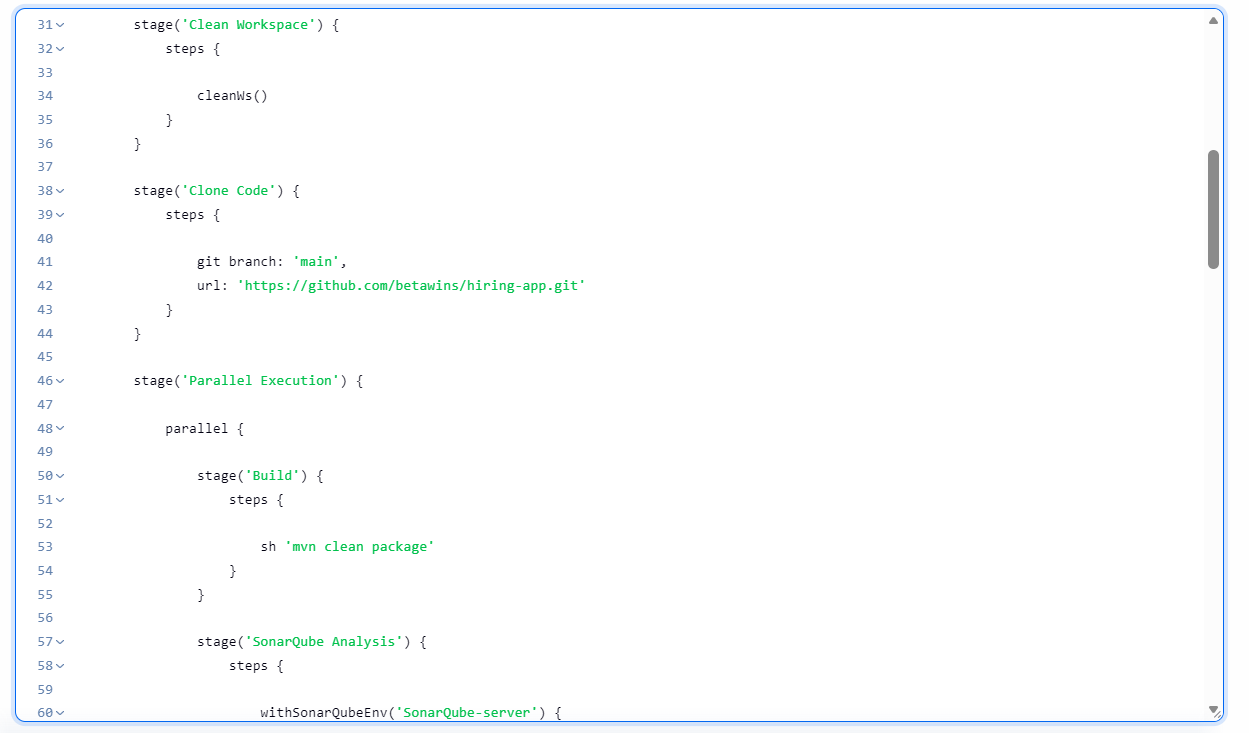 31 stage('Clean Workspace') {
32 steps {
33
34 cleanWs()
35 }
36 }
37
38 stage('Clone Code') {
39 steps {
40
41 git branch: 'main',
42 url: 'https://github.com/betawins/hiring-app.git'
43 }
44 }
45
46 stage('Parallel Execution') {
47
48 parallel {
49
50 stage('Build') {
51 steps {
52
53 sh 'mvn clean package'
54 }
55 }
56
57 stage('SonarQube Analysis') {
58 steps {
59
60 withSonarQubeEnv('SonarQube-server') {